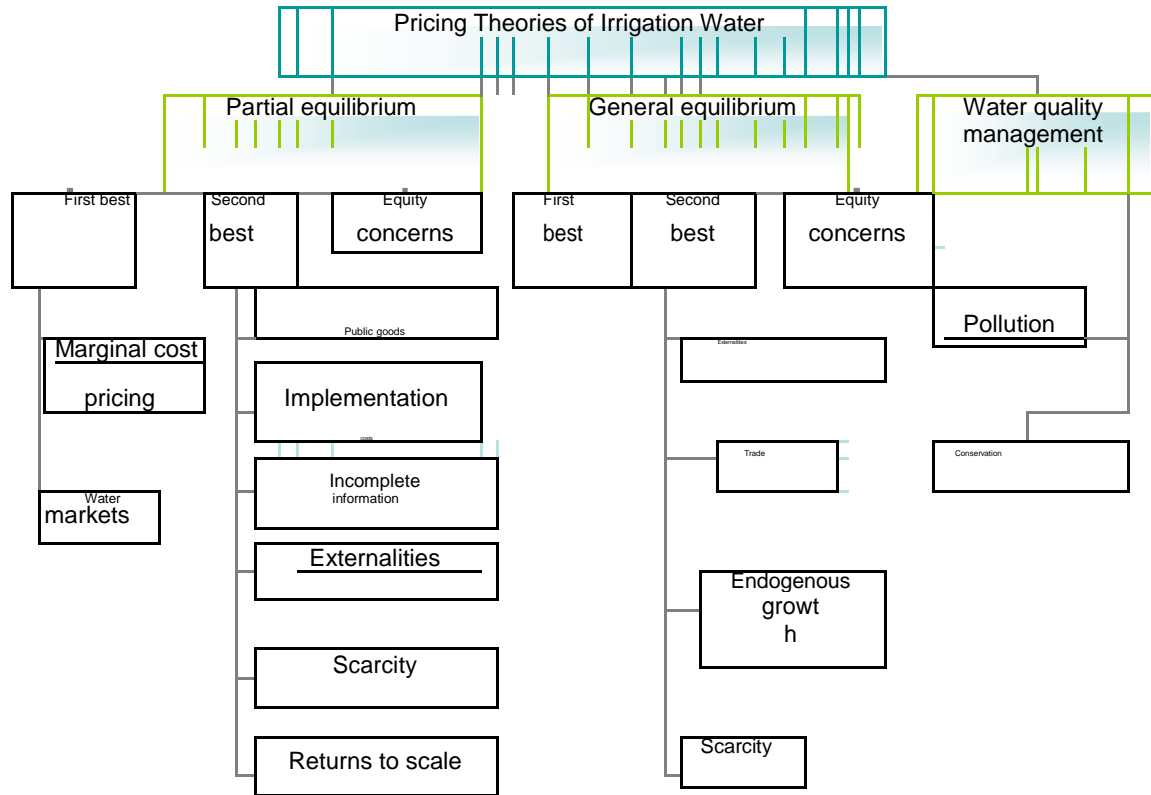 Pricing Theories of Irrigation Water
Partial equilibrium
General equilibrium
Water quality
management
First best
Second
best
Equity
concerns
First
best
Second
best
Equity
concerns
Marginal cost
pricing
Water
markets
Public goods
Implementation
costs
Incomplete
information
Externalities
Scarcity
Returns to scale
Externalities
Trade
Endogenous
growt
h
Scarcity
Pollution
Conservation